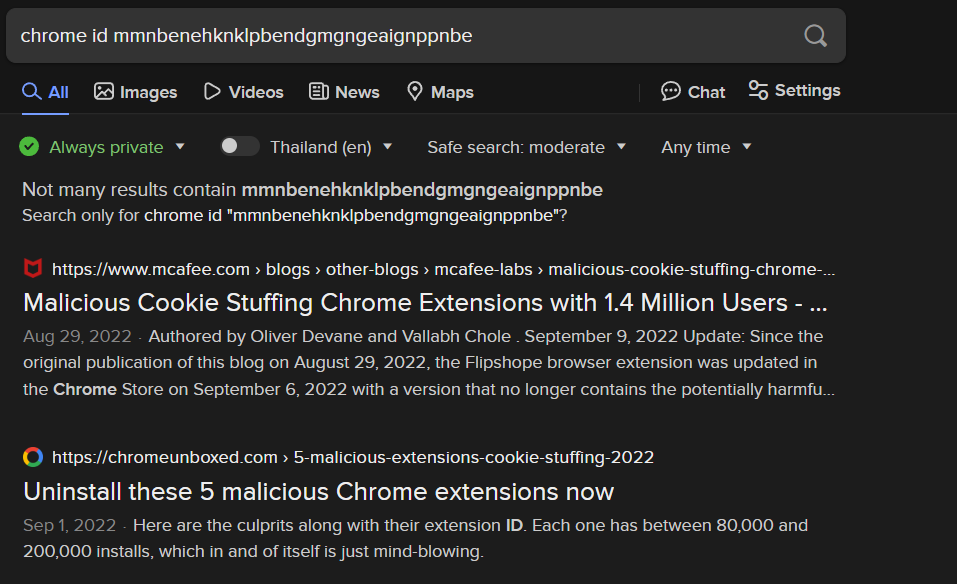 chrome id mmnbenehknklpbendgmgngeaignppnbe
All Images Videos News Maps Chat Settings
Always private Thailand (en) Safe search: moderate Any time
Not many results contain mmnbenehknklpbendgmgngeaignppnbe
Search only for chrome id "mmnbenehknklpbendgmgngeaignppnbe"?
https://www.mcafee.com › blogs › other-blogs › mcafee-labs › malicious-cookie-stuffing-chrome-...
Malicious Cookie Stuffing Chrome Extensions with 1.4 Million Users - ...
Aug 29, 2022 · Authored by Oliver Devane and Vallabh Chole . September 9, 2022 Update: Since the
original publication of this blog on August 29, 2022, the Flipshope browser extension was updated in
the Chrome Store on September 6, 2022 with a version that no longer contains the potentially harmfu...
https://chromeunboxed.com › 5-malicious-extensions-cookie-stuffing-2022
Uninstall these 5 malicious Chrome extensions now
Sep 1, 2022 · Here are the culprits along with their extension ID. Each one has between 80,000 and
200,000 installs, which in and of itself is just mind-blowing.